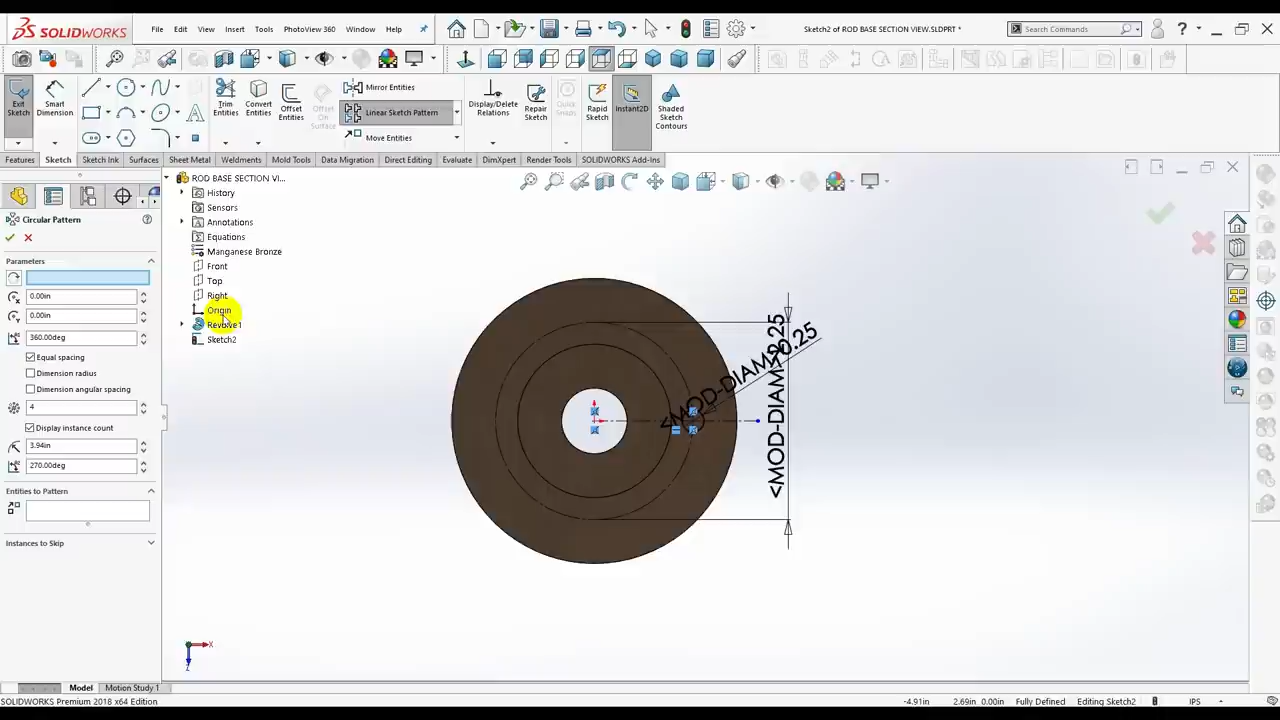 SOLIDWORKS
File
Edit
View
Insert
Tools
PhotoView 360
Window
Help
Sketch2 of ROD BASE SECTION VIEW.SLDPRT *
Search Commands
Exit Sketch
Smart Dimension
Trim Entities
Convert Entities
Offset Entities
Offset On Surface
Mirror Entities
Linear Sketch Pattern
Move Entities
Display/Delete Relations
Repair Sketch
Quick Snaps
Rapid Sketch
Instant2D
Shaded Sketch Contours
Features
Sketch
Sketch Ink
Surfaces
Sheet Metal
Weldments
Mold Tools
Data Migration
Direct Editing
Evaluate
DimXpert
Render Tools
SOLIDWORKS Add-Ins
Circular Pattern
Parameters
0.00in
0.00in
360.00deg
Equal spacing
Dimension radius
Dimension angular spacing
4
Display instance count
3.94in
270.00deg
Entities to Pattern
Instances to Skip
ROD BASE SECTION VI...
History
Sensors
Annotations
Equations
Manganese Bronze
Front
Top
Right
Origin
Revolve1
Sketch2
<MOD-DIAM>0.25
X
Z
Model
Motion Study 1
SOLIDWORKS Premium 2018 x64 Edition
-4.91in
2.69in
0.00in
Fully Defined
Editing Sketch2
IPS